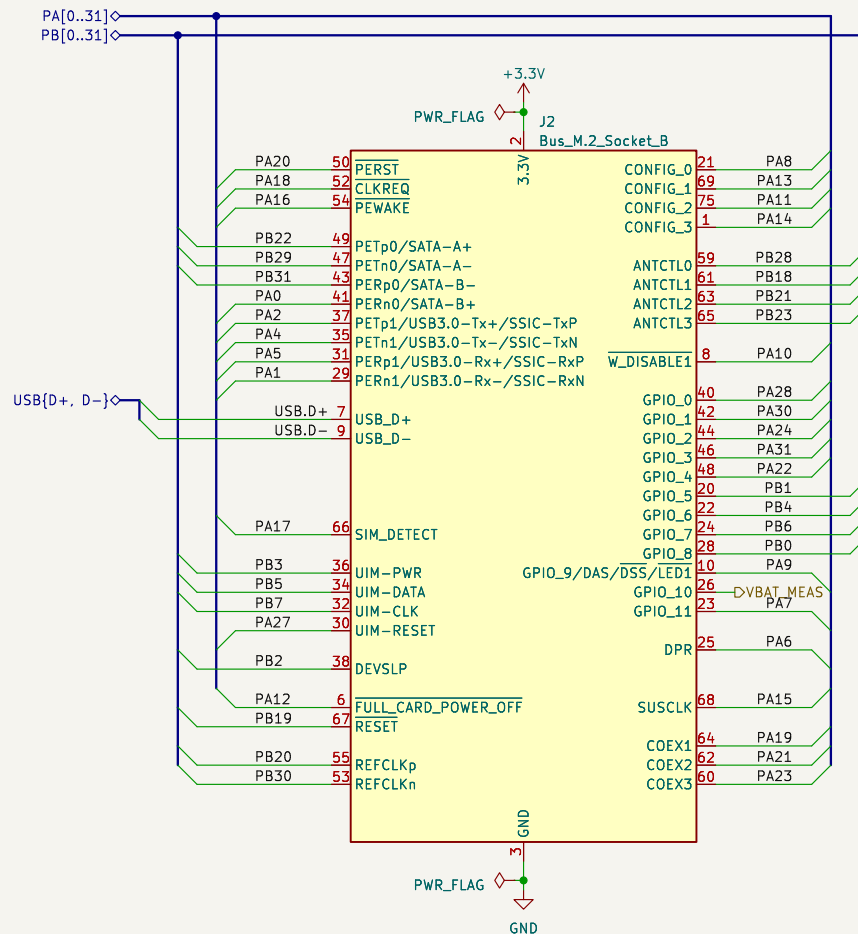 PA[0..31]
PB[0..31]
+3.3V
PWR_FLAG
J2
Bus_M.2_Socket_B
2
3.3V
PA20 50 PERST
CONFIG_0 21 PA8
PA18 52 CLKREQ
CONFIG_1 69 PA13
PA16 54 PEWAKE
CONFIG_2 75 PA11
CONFIG_3 1 PA14
PB22 49 PETp0/SATA-A+
PB29 47 PETn0/SATA-A-
ANTCTL0 59 PB28
PB31 43 PERp0/SATA-B-
ANTCTL1 61 PB18
PA0 41 PERn0/SATA-B+
ANTCTL2 63 PB21
PA2 37 PETp1/USB3.0-Tx+/SSIC-TxP
ANTCTL3 65 PB23
PA4 35 PETn1/USB3.0-Tx-/SSIC-TxN
PA5 31 PERp1/USB3.0-Rx+/SSIC-RxP
W_DISABLE1 8 PA10
PA1 29 PERn1/USB3.0-Rx-/SSIC-RxN
USB{D+, D-}
GPIO_0 40 PA28
USB.D+ 7 USB_D+
GPIO_1 42 PA30
USB.D- 9 USB_D-
GPIO_2 44 PA24
GPIO_3 46 PA31
GPIO_4 48 PA22
GPIO_5 20 PB1
GPIO_6 22 PB4
PA17 66 SIM_DETECT
GPIO_7 24 PB6
GPIO_8 28 PB0
PB3 36 UIM-PWR
GPIO_9/DAS/DSS/LED1 10 PA9
PB5 34 UIM-DATA
GPIO_10 26 VBAT_MEAS
PB7 32 UIM-CLK
GPIO_11 23 PA7
PA27 30 UIM-RESET
DPR 25 PA6
PB2 38 DEVSLP
PA12 6 FULL_CARD_POWER_OFF
SUSCLK 68 PA15
PB19 67 RESET
COEX1 64 PA19
PB20 55 REFCLKp
COEX2 62 PA21
PB30 53 REFCLKn
COEX3 60 PA23
GND
3
PWR_FLAG
GND